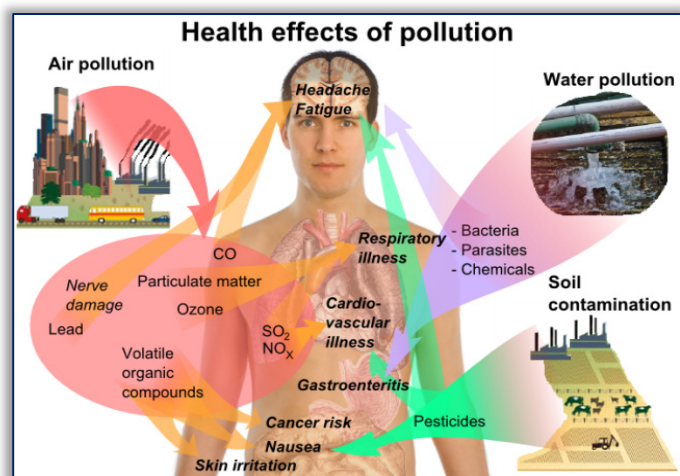 Health effects of pollution
Air pollution
Water pollution
Headache
Fatigue
CO
Particulate matter
Nerve
damage
Lead
Ozone
SO₂
NOₓ
Volatile
organic
compounds
Respiratory
illness
Cardio-
vascular
illness
Gastroenteritis
Cancer risk
Nausea
Skin irritation
- Bacteria
- Parasites
- Chemicals
Soil
contamination
Pesticides